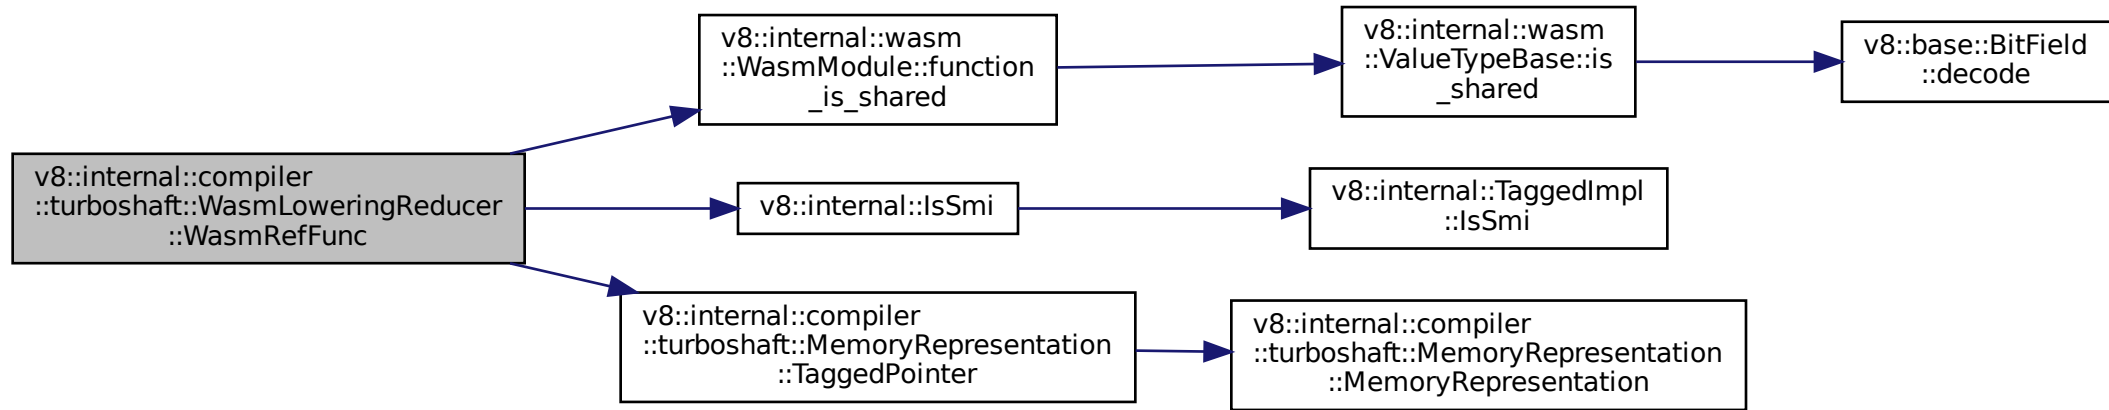 v8::internal::compiler
::turboshaft::WasmLoweringReducer
::WasmRefFunc
v8::internal::wasm
::WasmModule::function
_is_shared
v8::internal::wasm
::ValueTypeBase::is
_shared
v8::base::BitField
::decode
v8::internal::IsSmi
v8::internal::TaggedImpl
::IsSmi
v8::internal::compiler
::turboshaft::MemoryRepresentation
::TaggedPointer
v8::internal::compiler
::turboshaft::MemoryRepresentation
::MemoryRepresentation